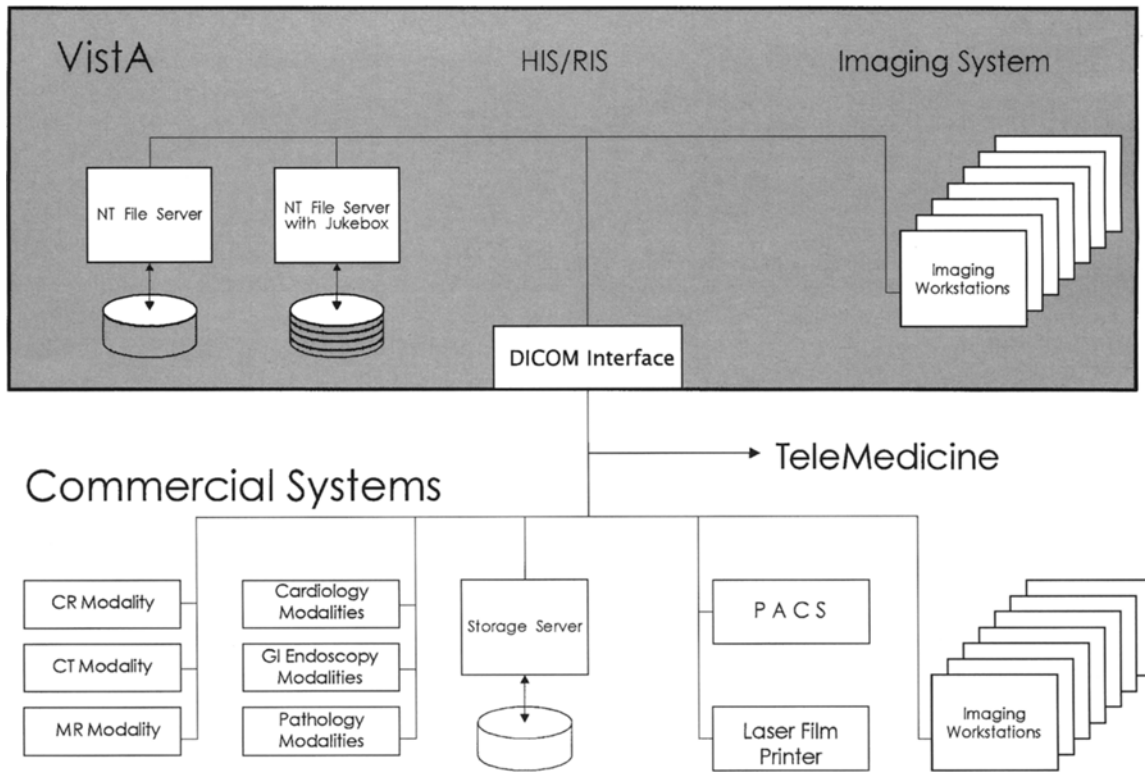 VistA
HIS/RIS
Imaging System
NT File Server
NT File Server
with Jukebox
Imaging
Workstations
DICOM Interface
TeleMedicine
Commercial Systems
CR Modality
CT Modality
MR Modality
Cardiology
Modalities
GI Endoscopy
Modalities
Pathology
Modalities
Storage Server
P A C S
Laser Film
Printer
Imaging
Workstations